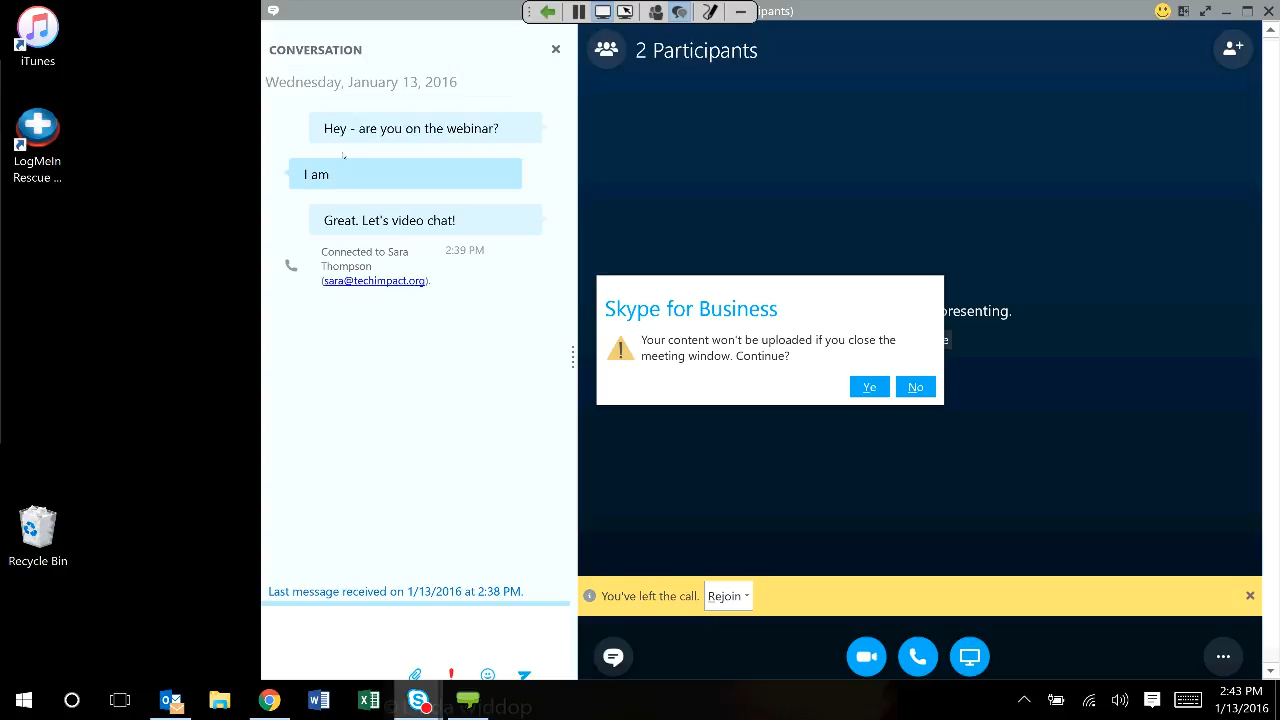 ipants)
iTunes
LogMeIn
Rescue ...
Recycle Bin
CONVERSATION
Wednesday, January 13, 2016
Hey - are you on the webinar?
I am
Great. Let's video chat!
Connected to Sara
Thompson
(sara@techimpact.org).
2:39 PM
Last message received on 1/13/2016 at 2:38 PM.
2 Participants
presenting.
e
Skype for Business
Your content won't be uploaded if you close the
meeting window. Continue?
Ye
No
You've left the call.
Rejoin
2:43 PM
1/13/2016